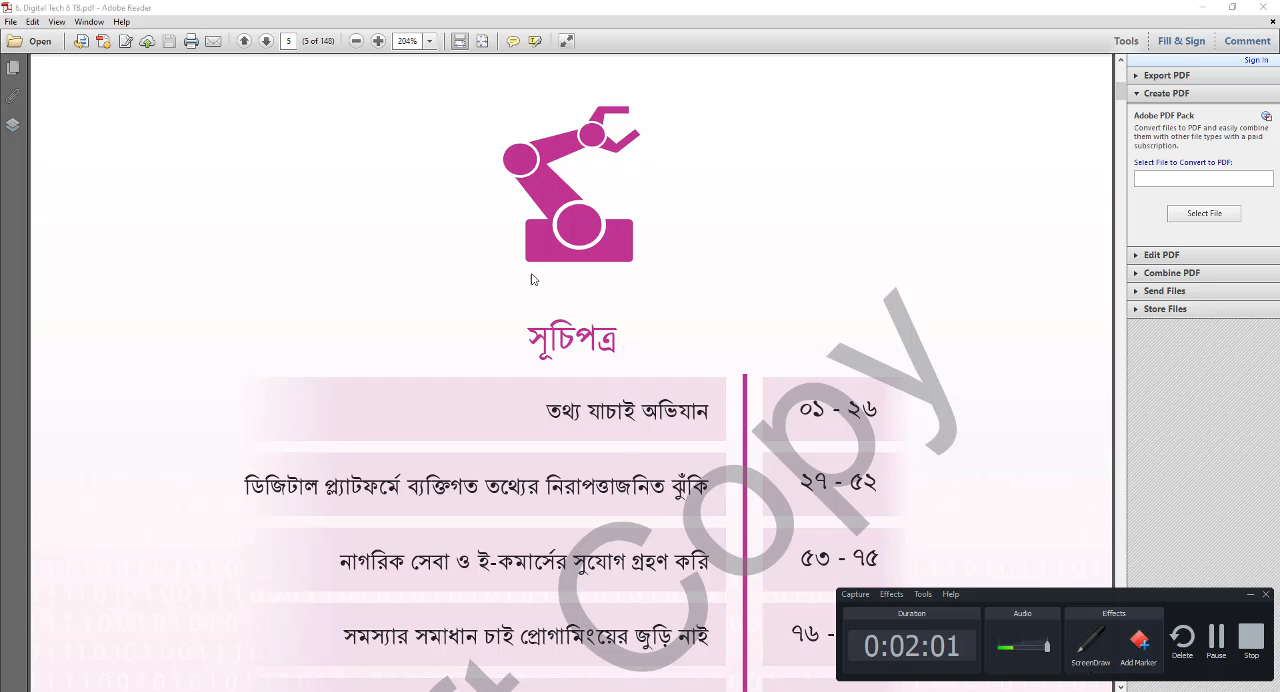 6. Digital Tech 8 TB.pdf - Adobe Reader
File Edit View Window Help
Open 5 (5 of 148) 204% Tools Fill & Sign Comment
Sign In
Export PDF
Create PDF
Adobe PDF Pack
Convert files to PDF and easily combine
them with other file types with a paid
subscription.
Select File to Convert to PDF:
Select File
Edit PDF
Combine PDF
Send Files
Store Files
সূচিপত্র
তথ্য যাচাই অভিযান ০১ - ২৬
ডিজিটাল প্ল্যাটফর্মে ব্যক্তিগত তথ্যের নিরাপত্তাজনিত ঝুঁকি ২৭ - ৫২
নাগরিক সেবা ও ই-কমার্সের সুযোগ গ্রহণ করি ৫৩ - ৭৫
সমস্যার সমাধান চাই প্রোগামিংয়ের জুড়ি নাই ৭৬ -
Copy
Capture Effects Tools Help
Duration Audio Effects
0:02:01
ScreenDraw Add Marker Delete Pause Stop